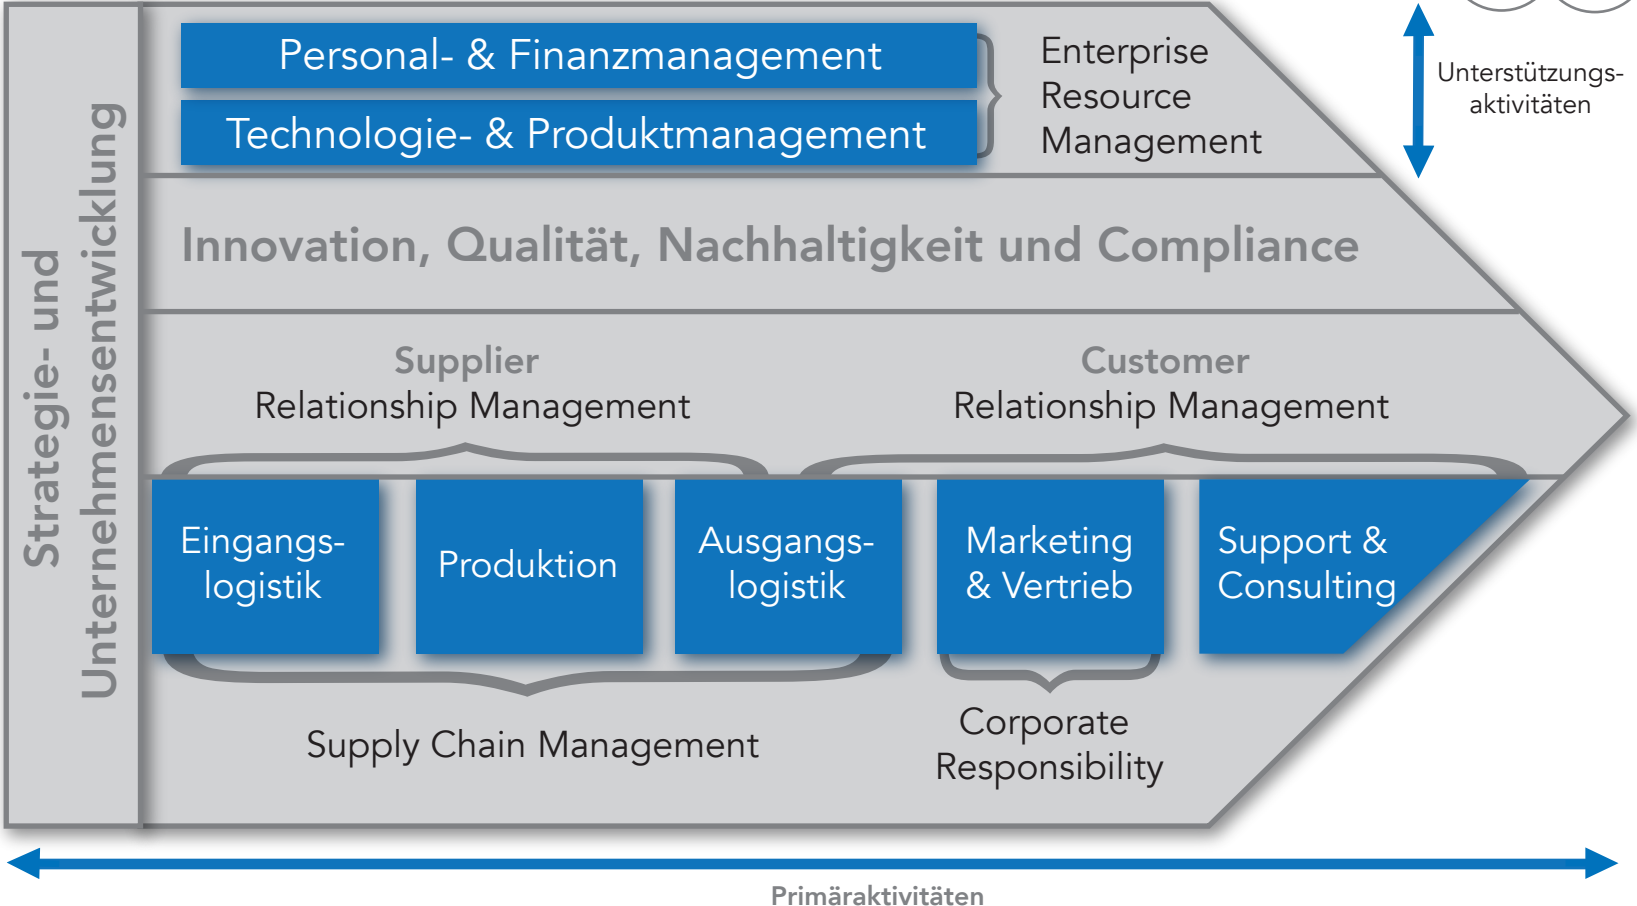 Personal- & Finanzmanagement
Technologie- & Produktmanagement
Enterprise
Resource
Management
Unterstützungs-
aktivitäten
Strategie- und
Unternehmensentwicklung
Innovation, Qualität, Nachhaltigkeit und Compliance
Supplier
Relationship Management
Customer
Relationship Management
Eingangs-
logistik
Produktion
Ausgangs-
logistik
Marketing
& Vertrieb
Support &
Consulting
Supply Chain Management
Corporate
Responsibility
Primäraktivitäten